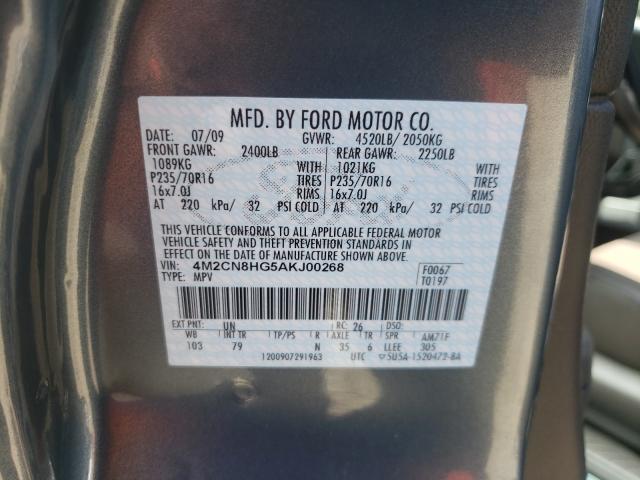 MFD. BY FORD MOTOR CO.
DATE: 07/09 GVWR: 4520LB/ 2050KG
FRONT GAWR: 2400LB REAR GAWR: 2250LB
1089KG WITH 1021KG WITH
P235/70R16 TIRES P235/70R16 TIRES
16x7.0J RIMS 16x7.0J RIMS
AT 220 kPa/ 32 PSI COLD AT 220 kPa/ 32 PSI COLD
THIS VEHICLE CONFORMS TO ALL APPLICABLE FEDERAL MOTOR
VEHICLE SAFETY AND THEFT PREVENTION STANDARDS IN
EFFECT ON THE DATE OF MANUFACTURE SHOWN ABOVE.
VIN: 4M2CN8HG5AKJ00268 F0067
TYPE: MPV T0197
EXT PNT: UN RC: 26 DSO:
WB INT TR TP/PS R AXLE TR SPR AM71F
103 79 N 35 6 LLEE 305
1200907291963 UTC 5U5A-1520472-BA